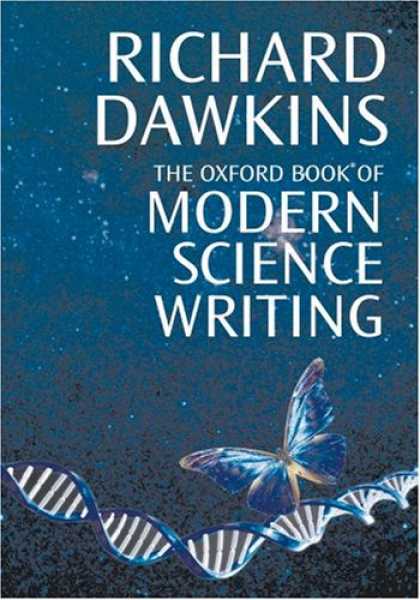 RICHARD
DAWKINS
THE OXFORD BOOK OF
MODERN
SCIENCE
WRITING